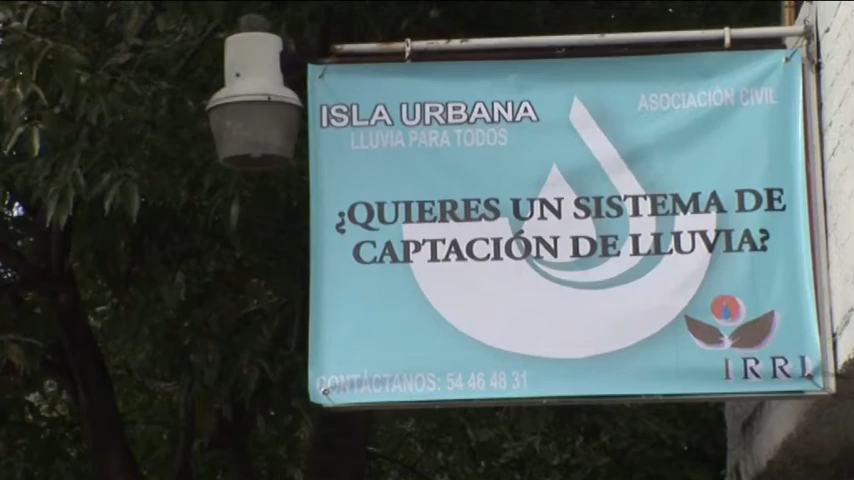 ISLA URBANA
LLUVIA PARA TODOS
ASOCIACIÓN CIVIL
¿QUIERES UN SISTEMA DE
CAPTACIÓN DE LLUVIA?
CONTÁCTANOS: 54 46 48 31
IRRI